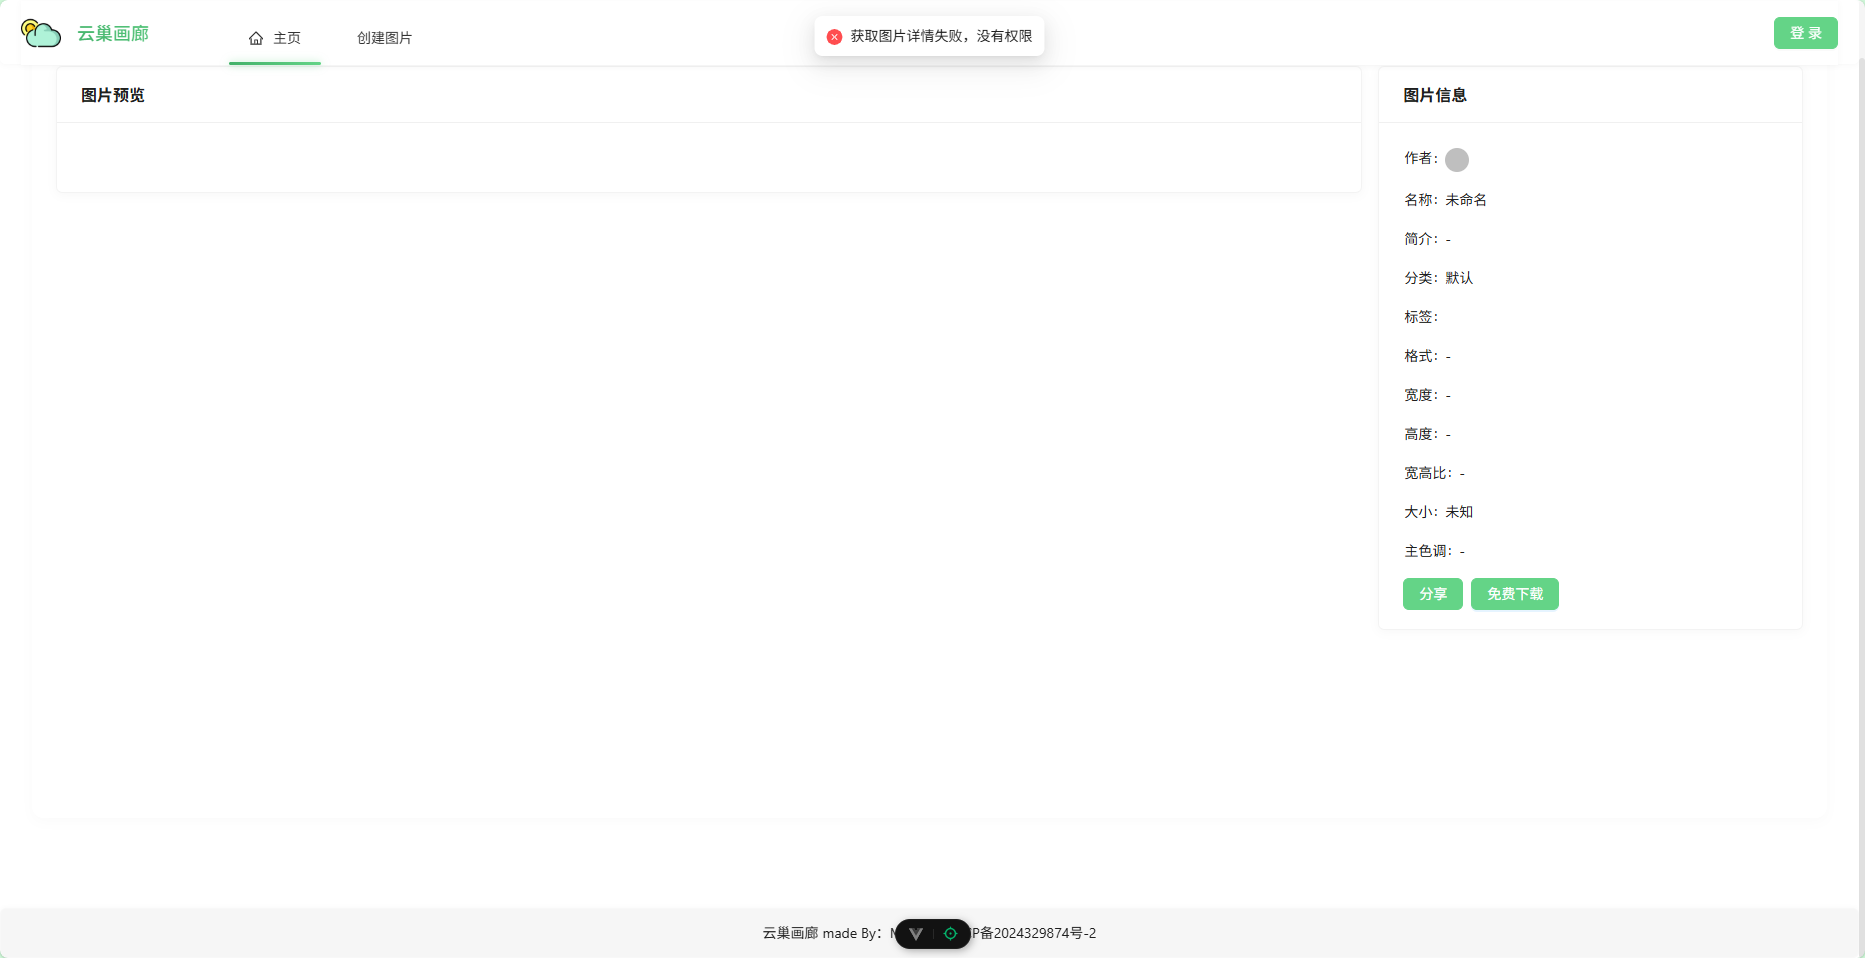 云巢画廊
主页
创建图片
获取图片详情失败，没有权限
登 录
图片预览
图片信息
作者：
名称：未命名
简介：-
分类：默认
标签：
格式：-
宽度：-
高度：-
宽高比：-
大小：未知
主色调：-
分享
免费下载
云巢画廊 made By：
P备2024329874号-2